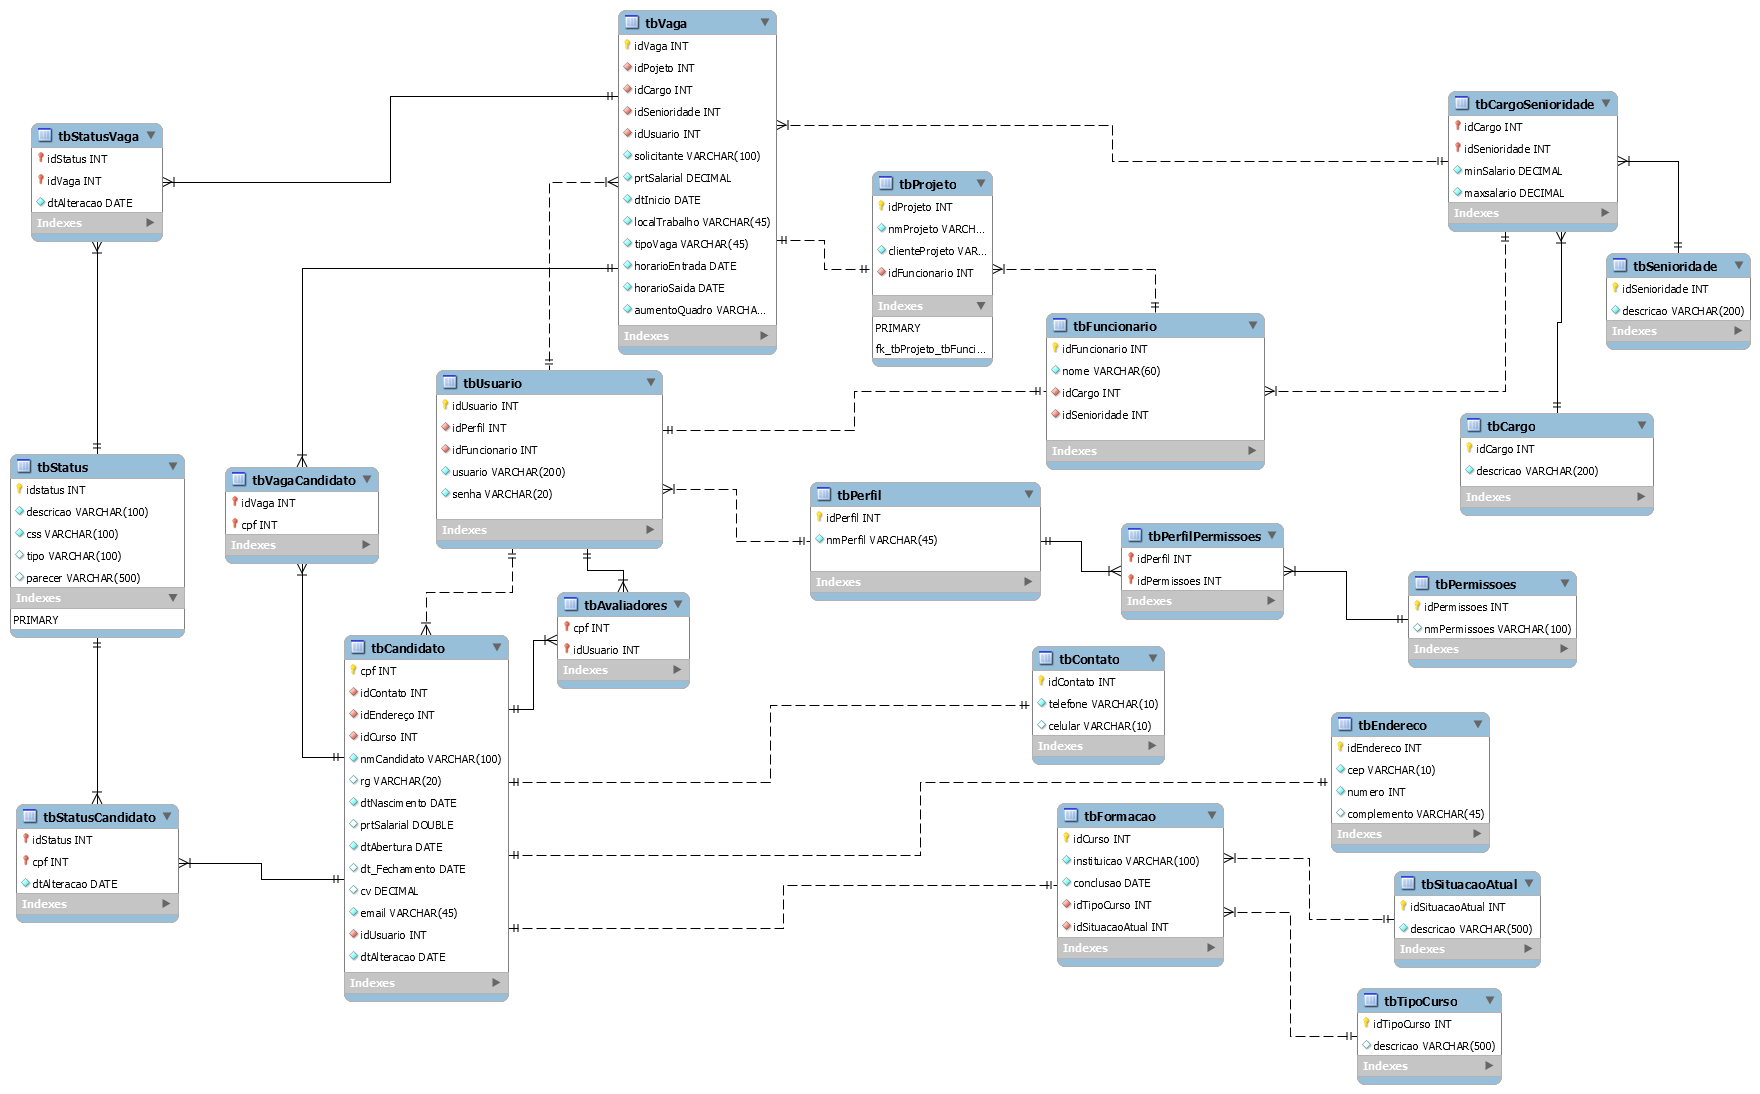 tbVaga
idVaga INT
idPojeto INT
idCargo INT
idSenioridade INT
idUsuario INT
solicitante VARCHAR(100)
prtSalarial DECIMAL
dtInicio DATE
localTrabalho VARCHAR(45)
tipoVaga VARCHAR(45)
horarioEntrada DATE
horarioSaida DATE
aumentoQuadro VARCHA...
Indexes
tbStatusVaga
idStatus INT
idVaga INT
dtAlteracao DATE
Indexes
tbCargoSenioridade
idCargo INT
idSenioridade INT
minSalario DECIMAL
maxsalario DECIMAL
Indexes
tbProjeto
idProjeto INT
nmProjeto VARCH...
clienteProjeto VAR...
idFuncionario INT
Indexes
PRIMARY
fk_tbProjeto_tbFunci...
tbSenioridade
idSenioridade INT
descricao VARCHAR(200)
Indexes
tbFuncionario
idFuncionario INT
nome VARCHAR(60)
idCargo INT
idSenioridade INT
Indexes
tbUsuario
idUsuario INT
idPerfil INT
idFuncionario INT
usuario VARCHAR(200)
senha VARCHAR(20)
Indexes
tbCargo
idCargo INT
descricao VARCHAR(200)
Indexes
tbStatus
idstatus INT
descricao VARCHAR(100)
css VARCHAR(100)
tipo VARCHAR(100)
parecer VARCHAR(500)
Indexes
PRIMARY
tbVagaCandidato
idVaga INT
cpf INT
Indexes
tbPerfil
idPerfil INT
nmPerfil VARCHAR(45)
Indexes
tbPerfilPermissoes
idPerfil INT
idPermissoes INT
Indexes
tbPermissoes
idPermissoes INT
nmPermissoes VARCHAR(100)
Indexes
tbAvaliadores
cpf INT
idUsuario INT
Indexes
tbCandidato
cpf INT
idContato INT
idEndereço INT
idCurso INT
nmCandidato VARCHAR(100)
rg VARCHAR(20)
dtNascimento DATE
prtSalarial DOUBLE
dtAbertura DATE
dt_Fechamento DATE
cv DECIMAL
email VARCHAR(45)
idUsuario INT
dtAlteracao DATE
Indexes
tbContato
idContato INT
telefone VARCHAR(10)
celular VARCHAR(10)
Indexes
tbEndereco
idEndereco INT
cep VARCHAR(10)
numero INT
complemento VARCHAR(45)
Indexes
tbStatusCandidato
idStatus INT
cpf INT
dtAlteracao DATE
Indexes
tbFormacao
idCurso INT
instituicao VARCHAR(100)
conclusao DATE
idTipoCurso INT
idSituacaoAtual INT
Indexes
tbSituacaoAtual
idSituacaoAtual INT
descricao VARCHAR(500)
Indexes
tbTipoCurso
idTipoCurso INT
descricao VARCHAR(500)
Indexes